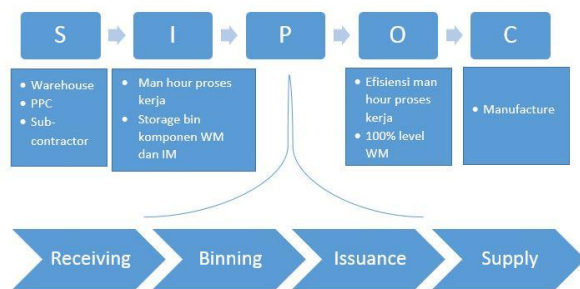 S
I
P
O
C
• Warehouse
• PPC
• Sub-
contractor
• Man hour proses
kerja
• Storage bin
komponen WM
dan IM
• Efisiensi man
hour proses
kerja
• 100% level
WM
• Manufacture
Receiving
Binning
Issuance
Supply